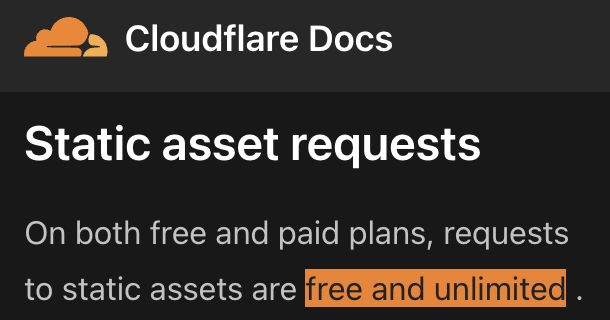 Cloudflare Docs
Static asset requests
On both free and paid plans, requests
to static assets are free and unlimited .